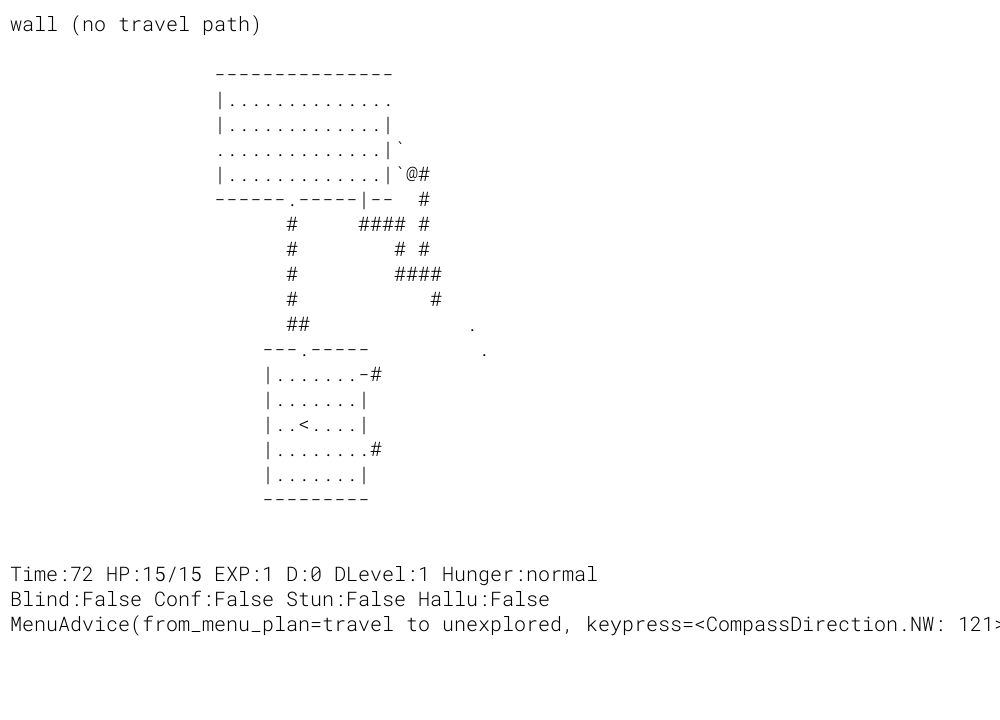 wall (no travel path)

                 ---------------
                 |..............
                 |.............|
                 ..............|`
                 |.............|`@#
                 ------.-----|--  #
                       #     #### #
                       #        # #
                       #        ####
                       #           #
                       ##             .
                     ---.-----         .
                     |.......-#
                     |.......|
                     |..<....|
                     |........#
                     |.......|
                     ---------

Time:72 HP:15/15 EXP:1 D:0 DLevel:1 Hunger:normal
Blind:False Conf:False Stun:False Hallu:False
MenuAdvice(from_menu_plan=travel to unexplored, keypress=<CompassDirection.NW: 121>